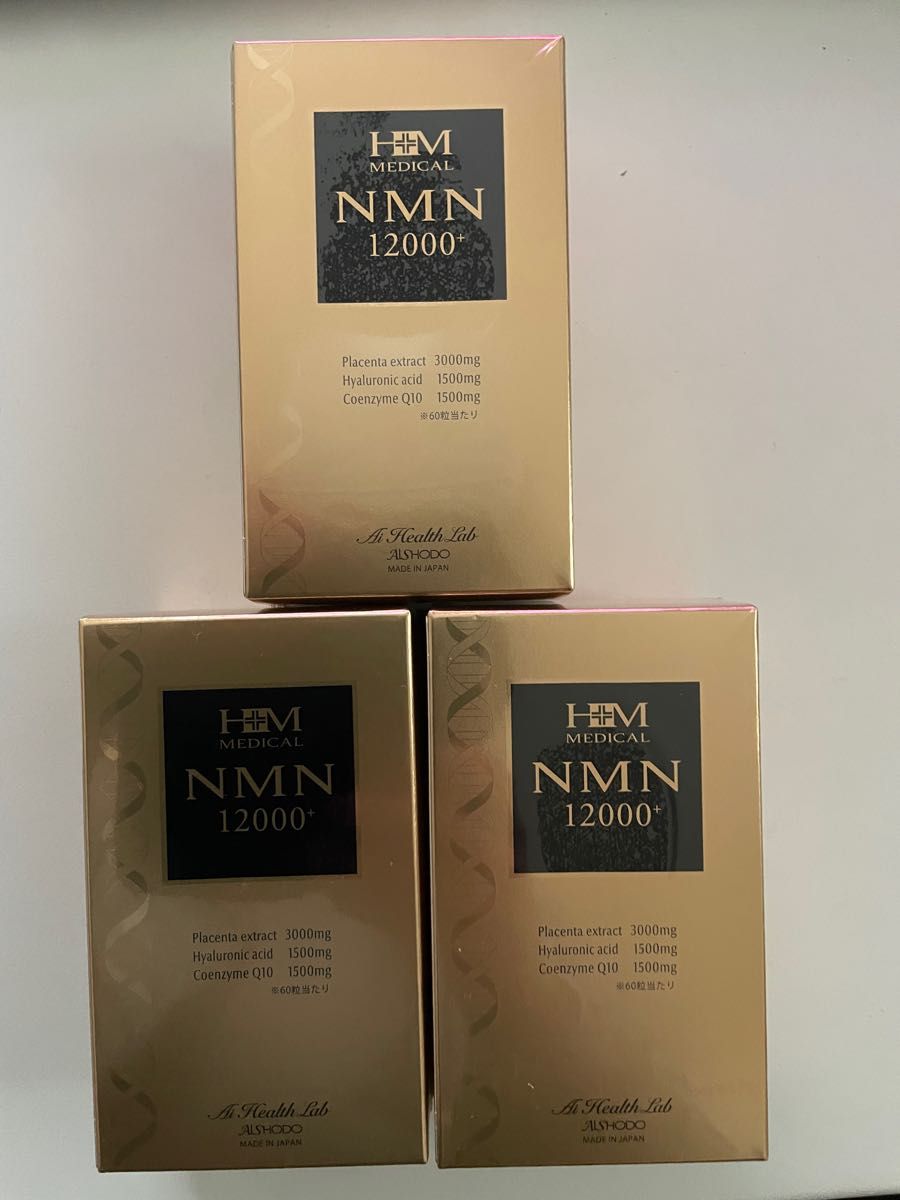 H+M
MEDICAL
NMN
12000+
Placenta extract 3000mg
Hyaluronic acid 1500mg
Coenzyme Q10 1500mg
※60粒当たり
Ai Health Lab
AISHODO
MADE IN JAPAN
H+M
MEDICAL
NMN
12000+
Placenta extract 3000mg
Hyaluronic acid 1500mg
Coenzyme Q10 1500mg
※60粒当たり
Ai Health Lab
AISHODO
MADE IN JAPAN
H+M
MEDICAL
NMN
12000+
Placenta extract 3000mg
Hyaluronic acid 1500mg
Coenzyme Q10 1500mg
※60粒当たり
Ai Health Lab
AISHODO
MADE IN JAPAN